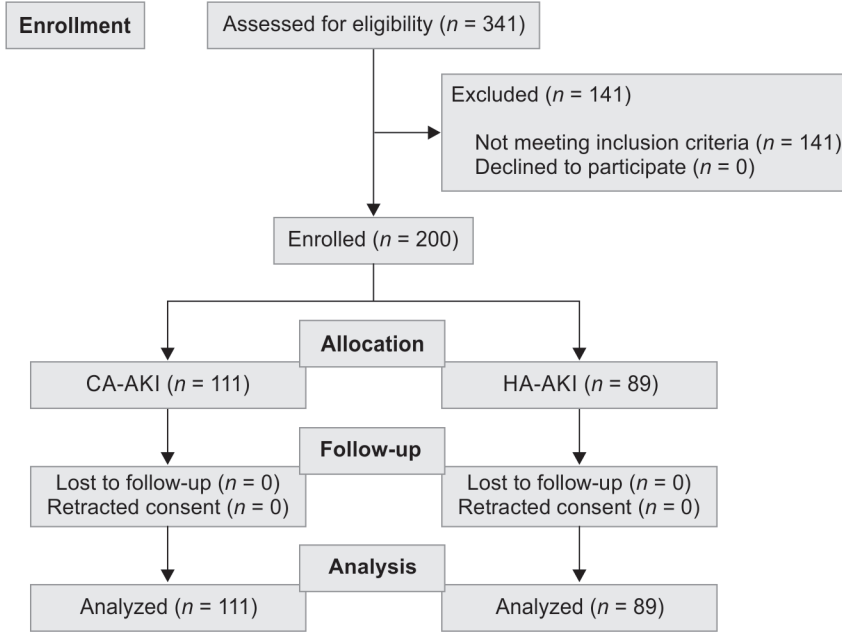 Enrollment
Assessed for eligibility (n = 341)
Excluded (n = 141)
Not meeting inclusion criteria (n = 141)
Declined to participate (n = 0)
Enrolled (n = 200)
Allocation
CA-AKI (n = 111)
HA-AKI (n = 89)
Follow-up
Lost to follow-up (n = 0)
Retracted consent (n = 0)
Lost to follow-up (n = 0)
Retracted consent (n = 0)
Analysis
Analyzed (n = 111)
Analyzed (n = 89)